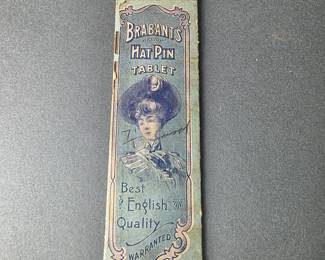 BRABANT'S
HAT PIN
TABLET
Best
English
Quality
WARRANTED